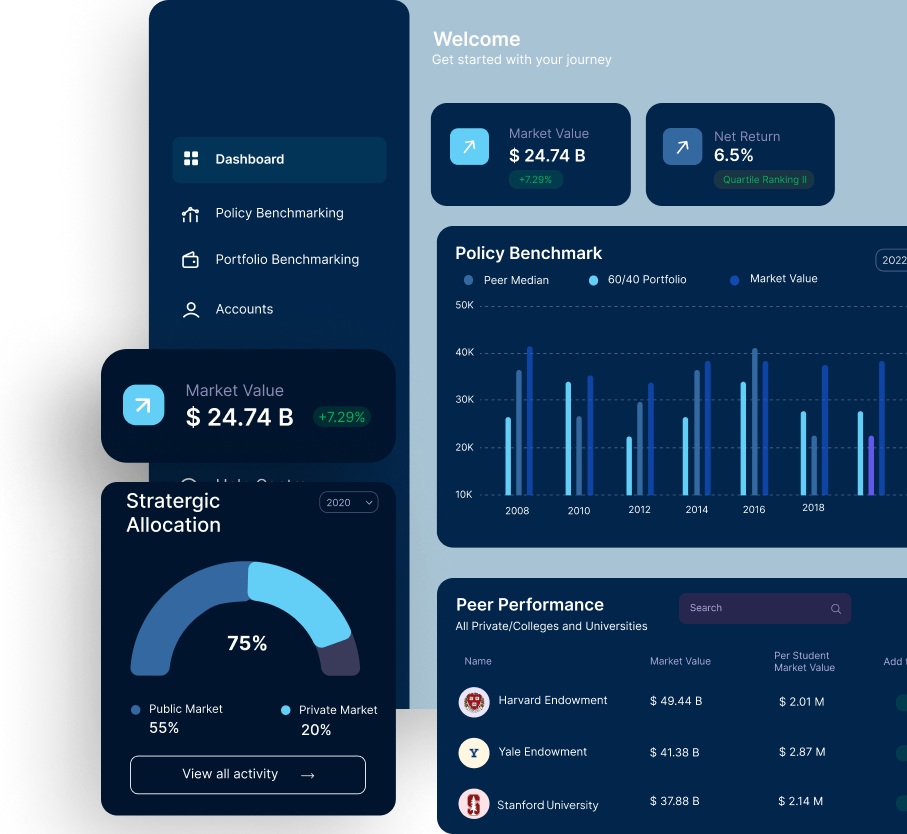 Welcome
Get started with your journey
Dashboard
Policy Benchmarking
Portfolio Benchmarking
Accounts
Market Value
$ 24.74 B
+7.29%
Net Return
6.5%
Quartile Ranking II
Policy Benchmark
2022
Peer Median
60/40 Portfolio
Market Value
50K
40K
30K
20K
10K
2008
2010
2012
2014
2016
2018
Market Value
$ 24.74 B
+7.29%
Stratergic
Allocation
2020
75%
Public Market
55%
Private Market
20%
View all activity
Peer Performance
All Private/Colleges and Universities
Search
Name
Market Value
Per Student
Market Value
Add
Harvard Endowment
$ 49.44 B
$ 2.01 M
Y
Yale Endowment
$ 41.38 B
$ 2.87 M
S
Stanford University
$ 37.88 B
$ 2.14 M